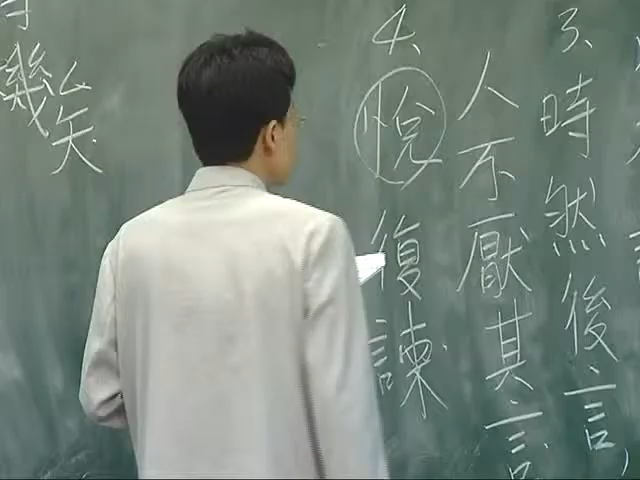 3、時然後言
人不厭其言
4、悅復諫
矣
幾